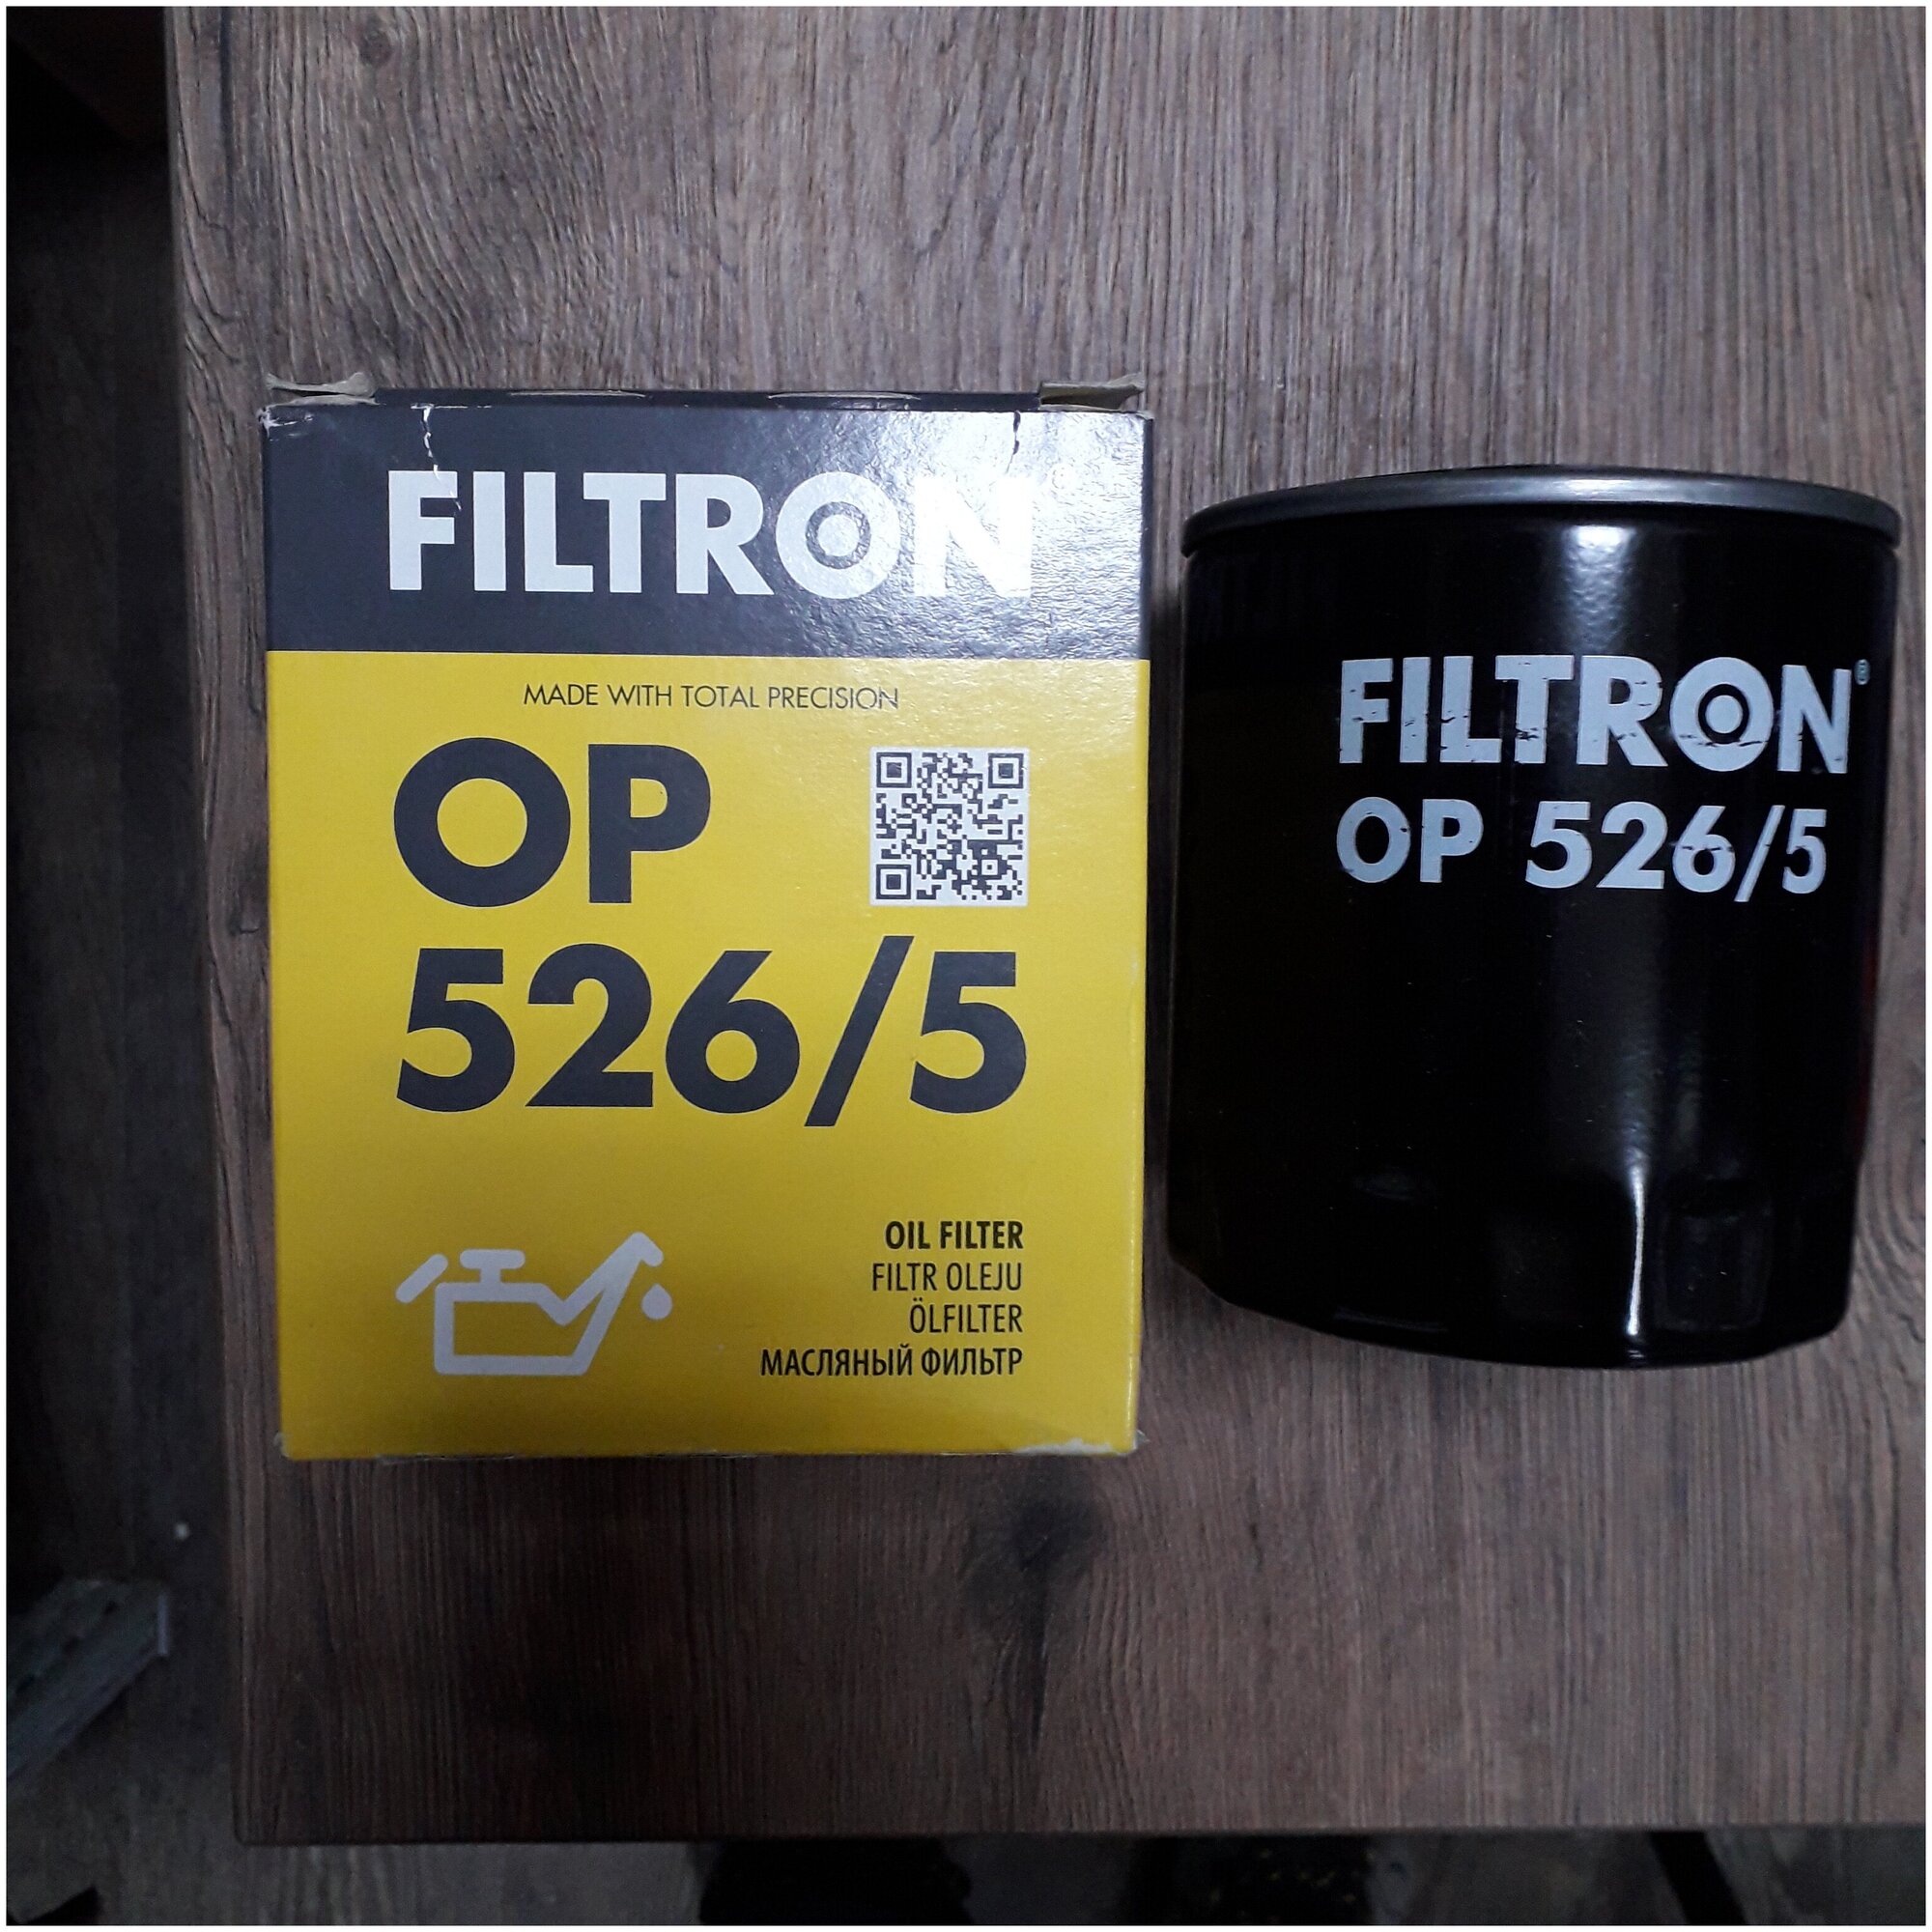 FILTRON
MADE WITH TOTAL PRECISION
OP
526/5
OIL FILTER
FILTR OLEJU
ÖLFILTER
МАСЛЯНЫЙ ФИЛЬТР
FILTRON®
OP 526/5